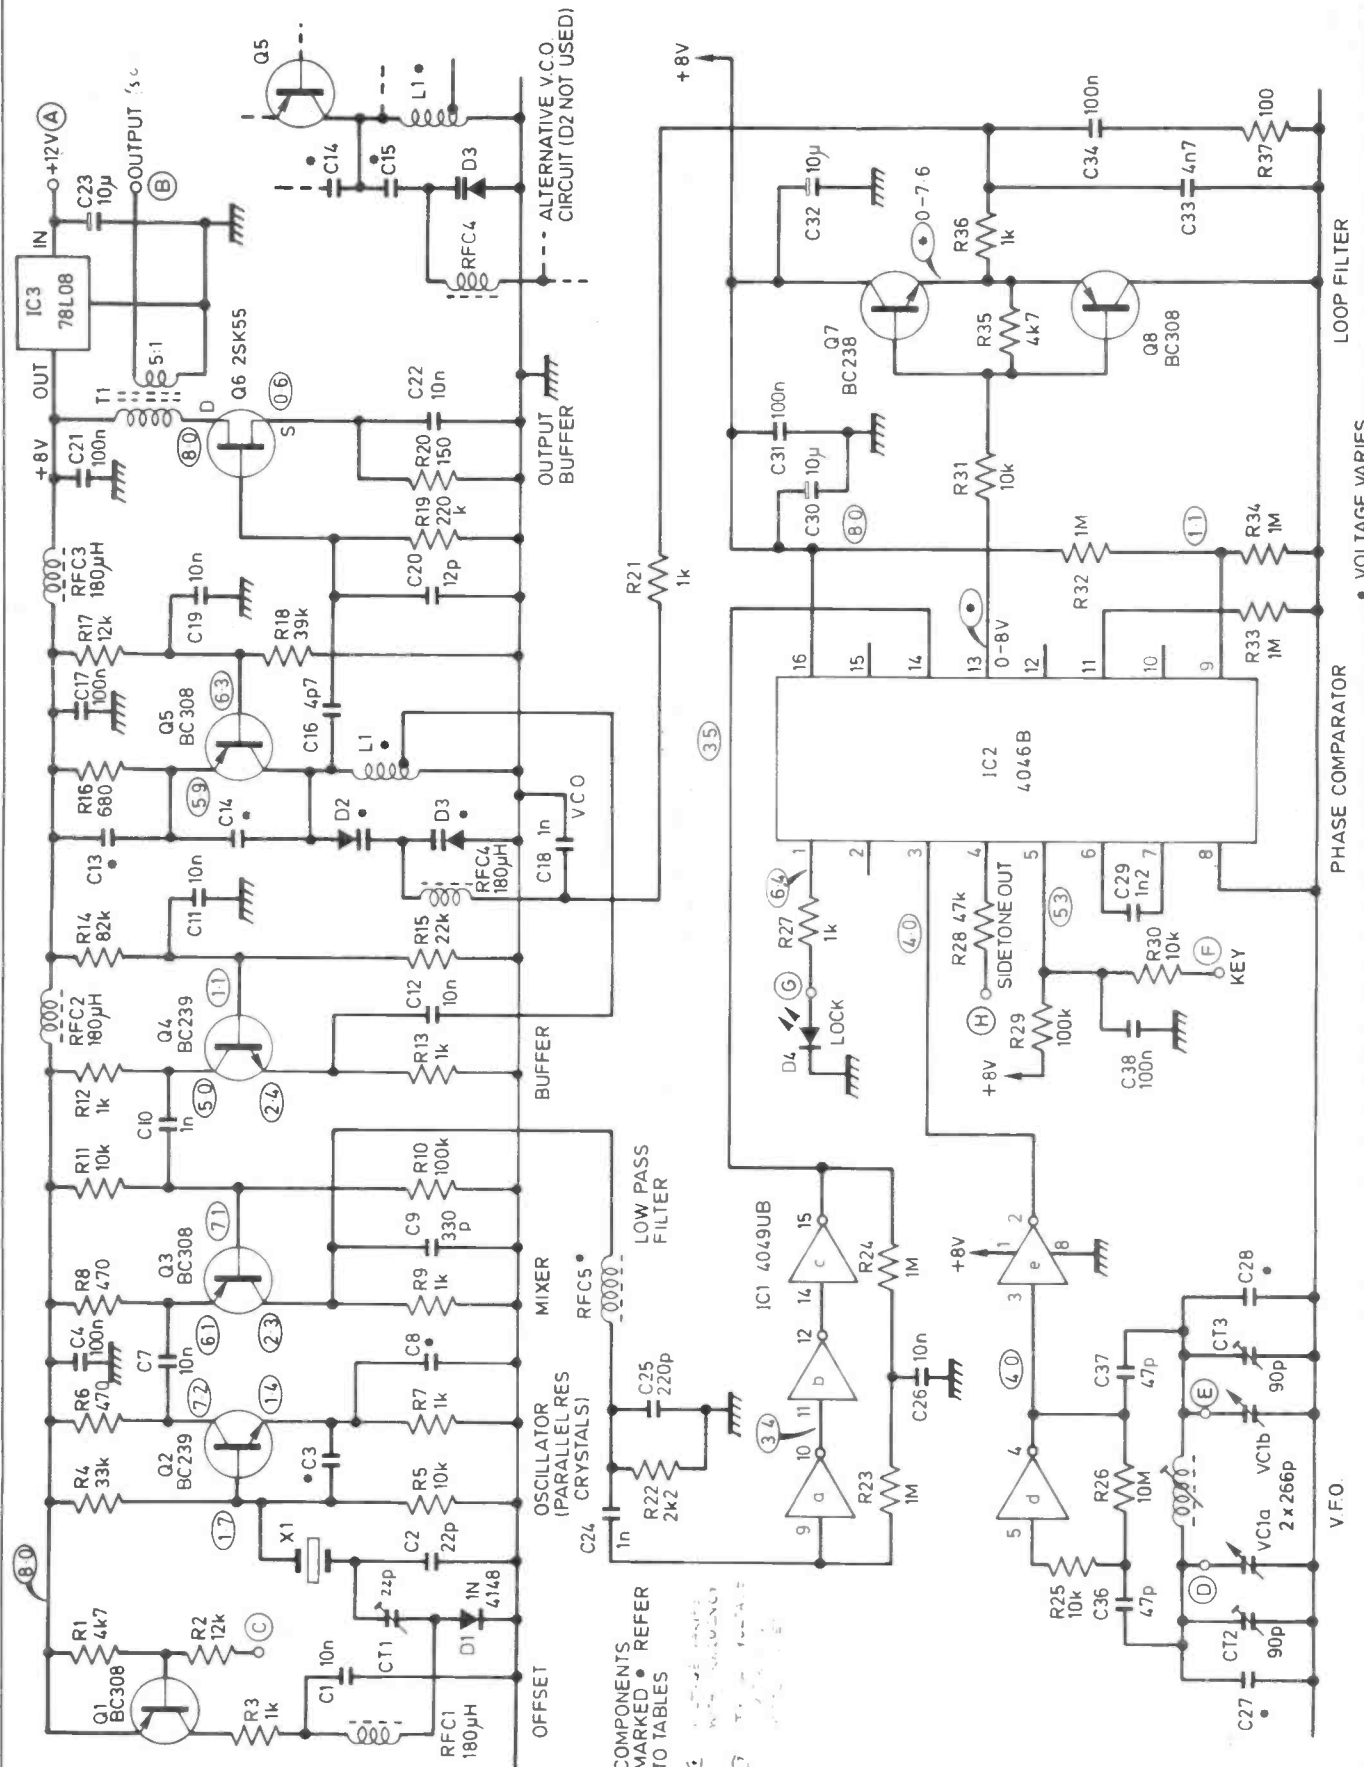 Q1
BC308
R1
4k7
R2
12k
C
R3
1k
C1
10n
RFC1
180µH
CT1
24p
D1
1N
4148
OFFSET
8·0
R4
33k
R6
470
C4
100n
C7
10n
R8
470
Q2
BC239
1·7
7·2
1·4
X1
C2
22p
•C3
R5
10k
R7
1k
C8•
OSCILLATOR
(PARALLEL RES
CRYSTALS)
Q3
BC308
6·1
7·1
2·3
R9
1k
C9
330
p
R10
100k
MIXER
R11
10k
R12
1k
C10
1n
Q4
BC239
5·0
1·1
2·4
R13
1k
C12
10n
BUFFER
RFC2
180µH
R14
82k
C11
10n
R15
22k
C13
•
R16
680
C14
•
Q5
BC308
5·9
6·3
C17
100n
R17
12k
C19
10n
R18
39k
C16
4p7
L1•
D2
•
D3
•
RFC4
180µH
C18
1n
VCO
RFC3
180µH
C20
12p
R19
220
k
R20
150
C22
10n
+8V
C21
100n
T1
5:1
Q6 2SK55
D
S
8·0
0·6
OUTPUT
BUFFER
OUT
IC3
78L08
IN
+12V
A
C23
10µ
OUTPUT
B
Q5
•
C14
•
C15
L1•
D3
RFC4
ALTERNATIVE V.C.O.
CIRCUIT (D2 NOT USED)
COMPONENTS
MARKED • REFER
TO TABLES
C24
1n
R22
2k2
C25
220p
RFC5•
LOW PASS
FILTER
IC1 4049UB
9
a
10
3·4
11
b
12
14
c
15
R23
1M
R24
1M
C26
10n
R21
1k
3·5
C27
•
CT2
90p
D
VC1a
2 x 266p
VC1b
E
CT3
90p
C28
•
C36
47p
R25
10k
R26
10M
C37
47p
5
d
4
4·0
3
e
2
1
8
+8V
V.F.O.
D4
LOCK
G
R27
1k
6·4
4·0
H
R28 47k
SIDETONE OUT
R29
100k
+8V
C38
100n
5·3
R30
10k
F
KEY
C29
1n2
1
2
3
4
5
6
7
8
IC2
4046B
16
15
14
13
12
11
10
9
0-8V
•
R33
1M
R34
1M
R32
1M
1·1
8·0
PHASE COMPARATOR
C30
10µ
C31
100n
R31
10k
Q7
BC238
R35
4k7
Q8
BC308
•
0-7·6
C32
10µ
R36
1k
C33
4n7
C34
100n
R37
100
+8V
LOOP FILTER
• VOLTAGE VARIES